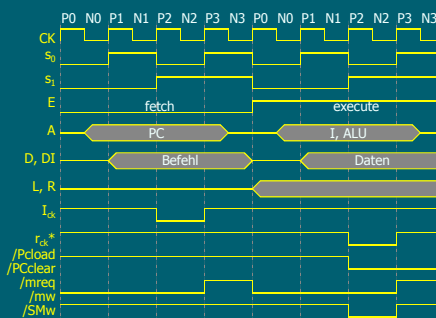 P0 N0 P1 N1 P2 N2 P3 N3 P0 N0 P1 N1 P2 N2 P3 N3
CK
s0
s1
E fetch execute
A PC I, ALU
D, DI Befehl Daten
L, R
Ick
rck*
/Pcload
/PCclear
/mreq
/mw
/SMw